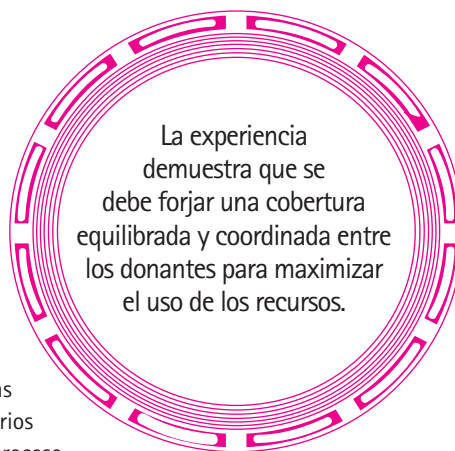 La experiencia
demuestra que se
debe forjar una cobertura
equilibrada y coordinada entre
los donantes para maximizar
el uso de los recursos.